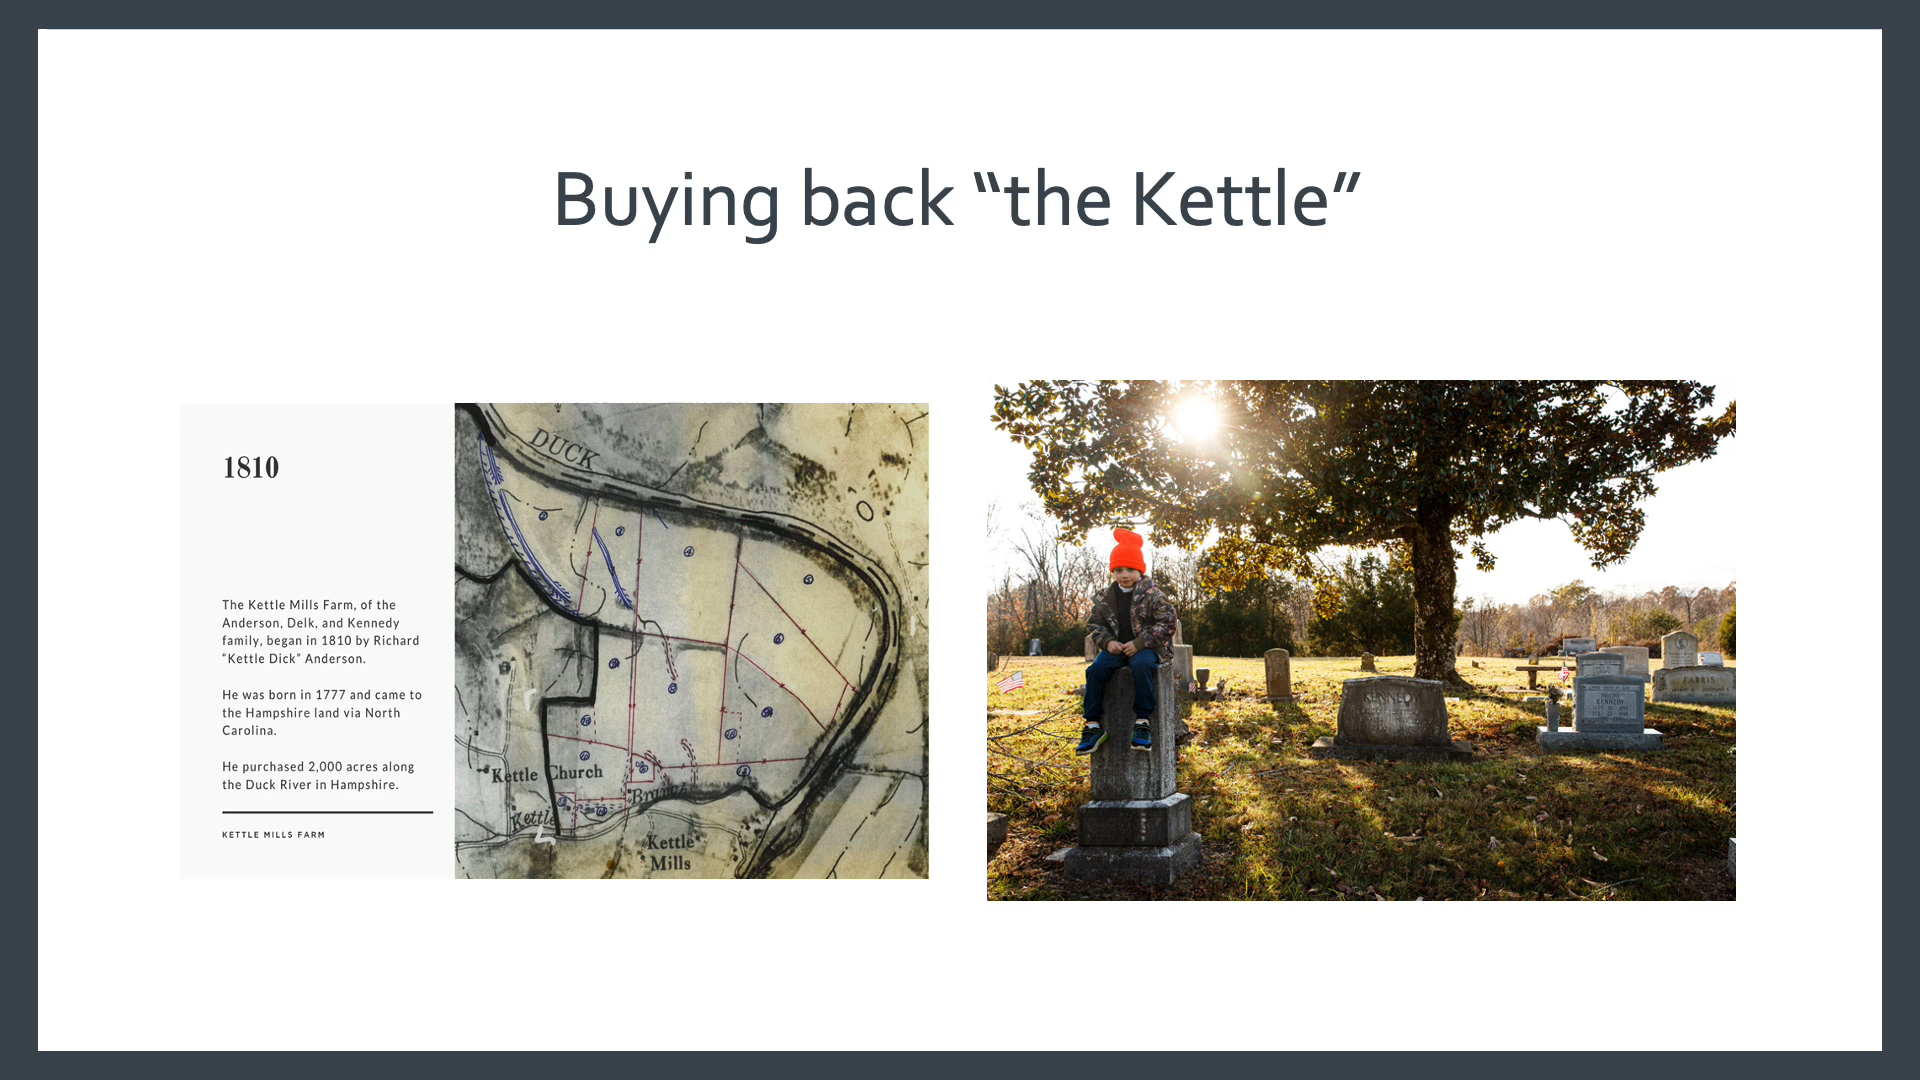 Buying back “the Kettle”
1810
The Kettle Mills Farm, of the
Anderson, Delk, and Kennedy
family, began in 1810 by Richard
“Kettle Dick” Anderson.
He was born in 1777 and came to
the Hampshire land via North
Carolina.
He purchased 2,000 acres along
the Duck River in Hampshire.
KETTLE MILLS FARM
DUCK
Kettle Church
Kettle
Kettle
Mills
KENNEDY
FARRIS